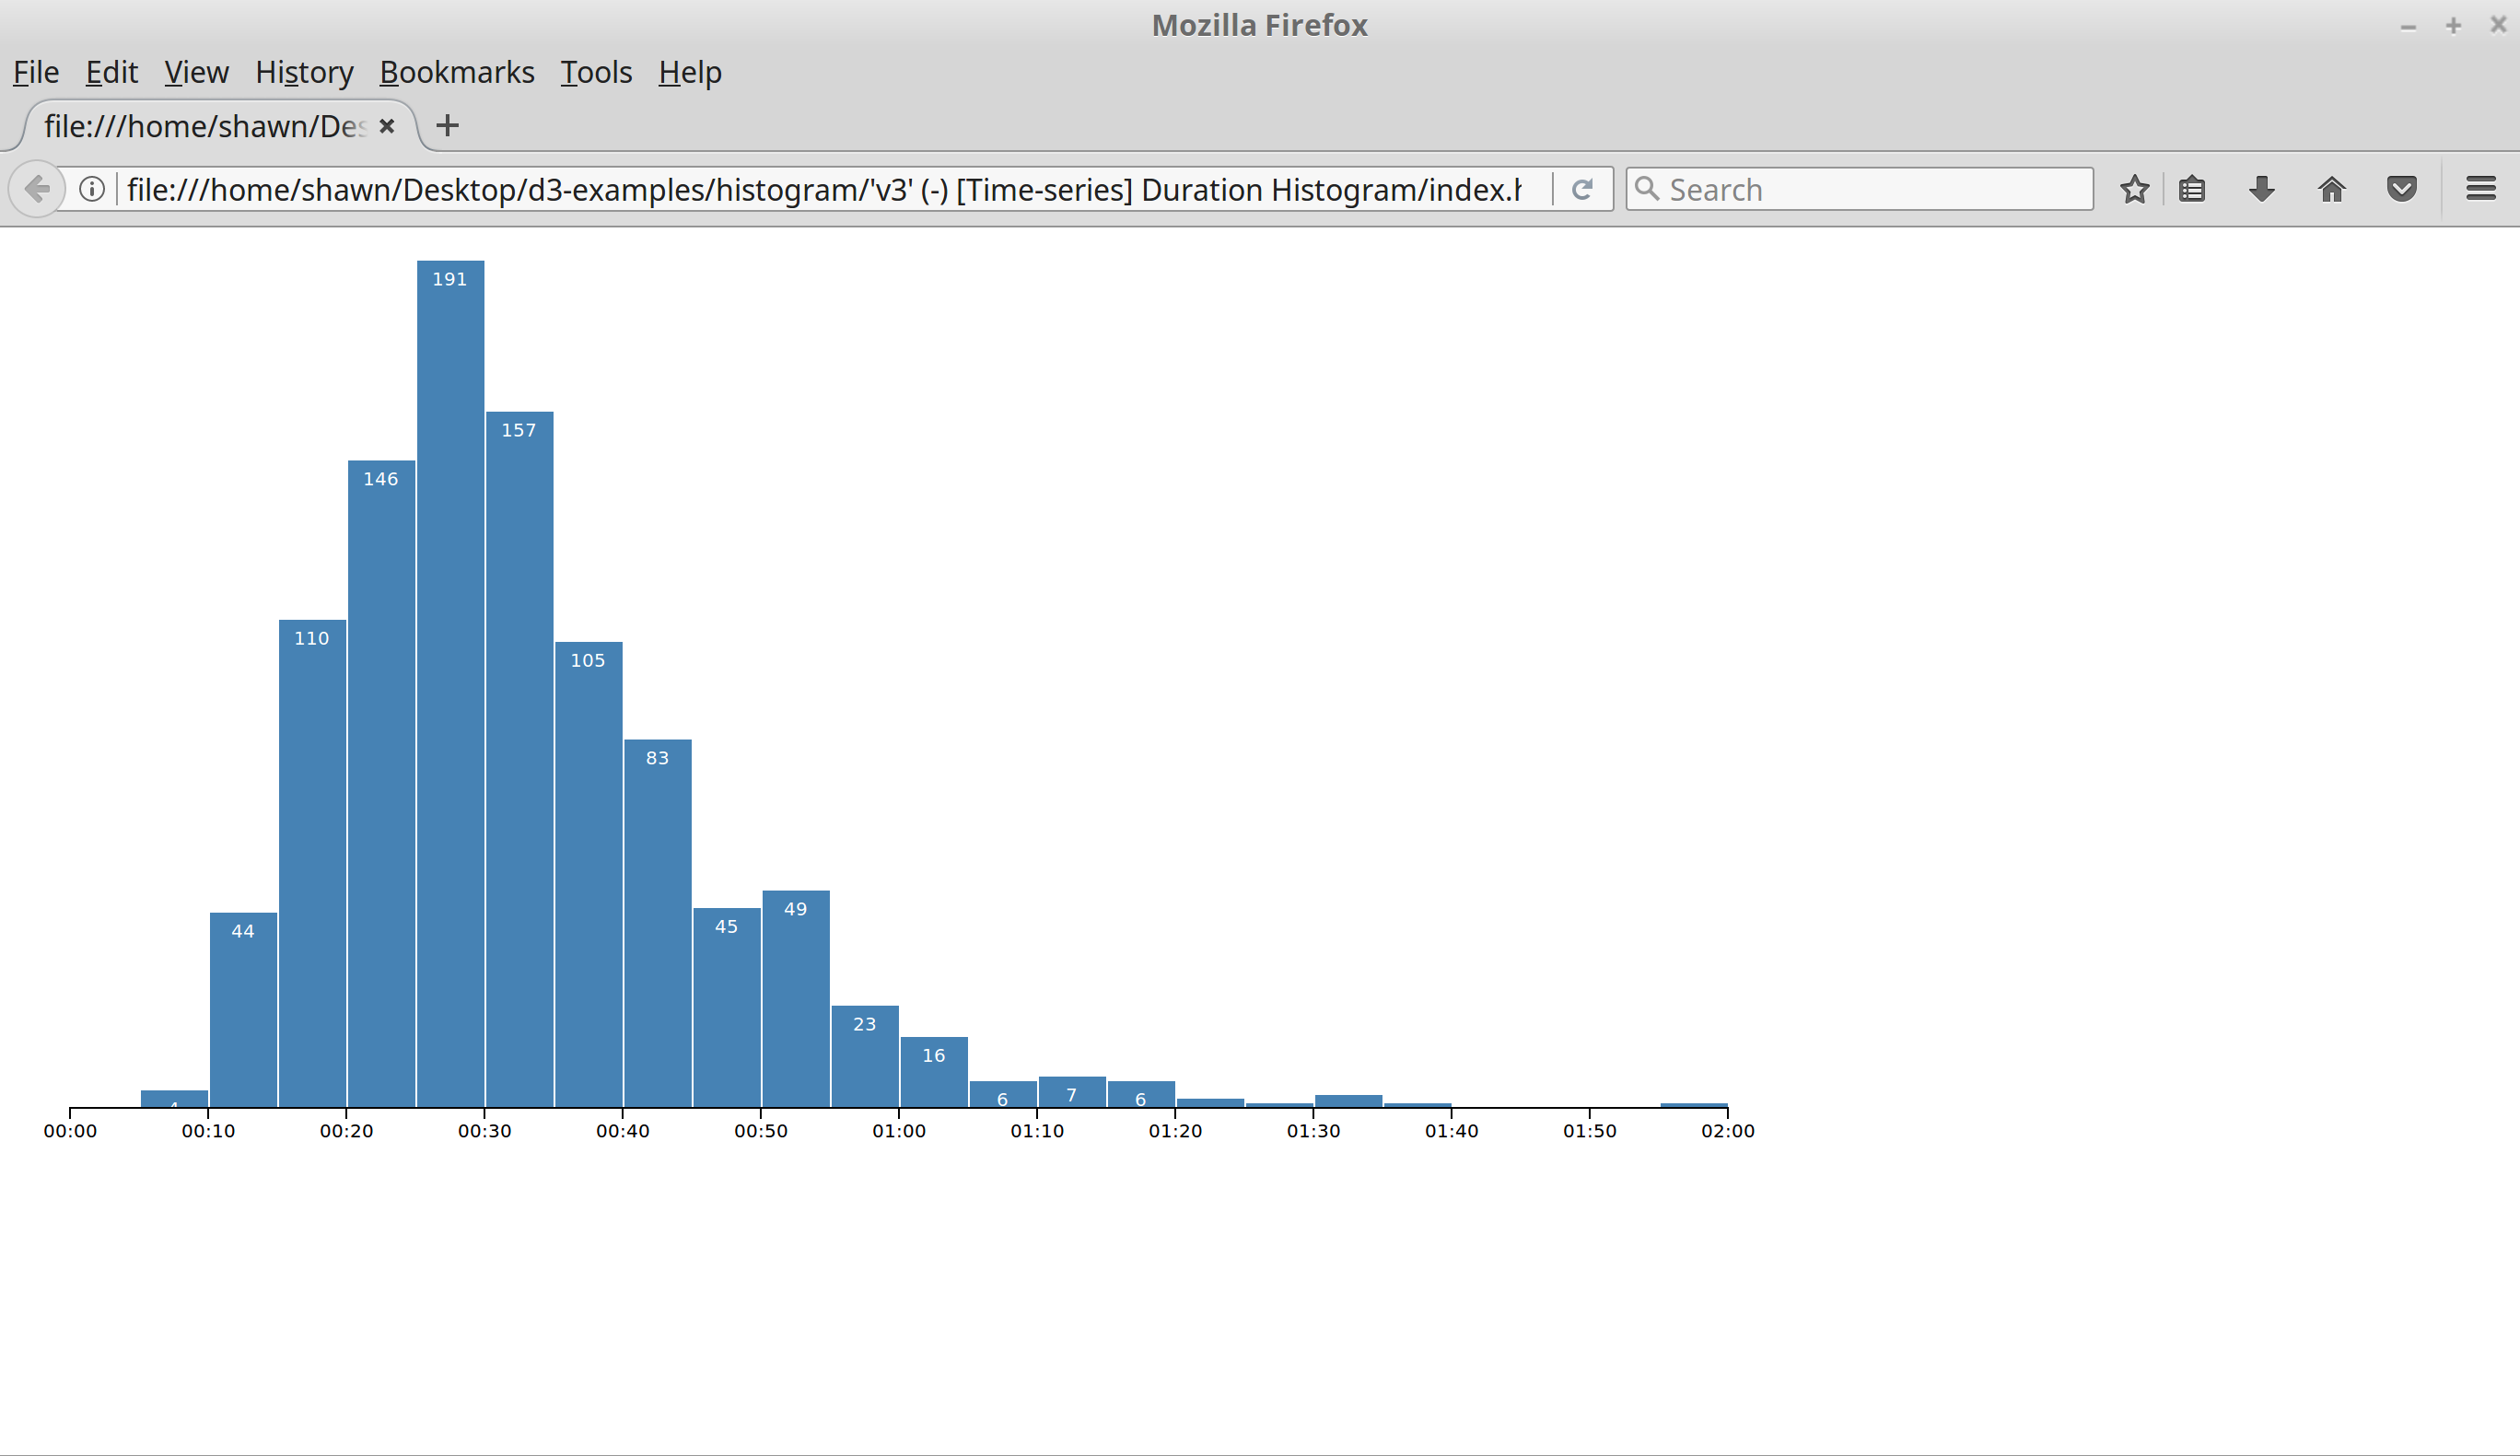 Mozilla Firefox
File Edit View History Bookmarks Tools Help
file:///home/shawn/Des
file:///home/shawn/Desktop/d3-examples/histogram/'v3' (-) [Time-series] Duration Histogram/index.h
Search
191
157
146
110
105
83
44
45
49
23
16
6
7
6
4
00:00 00:10 00:20 00:30 00:40 00:50 01:00 01:10 01:20 01:30 01:40 01:50 02:00